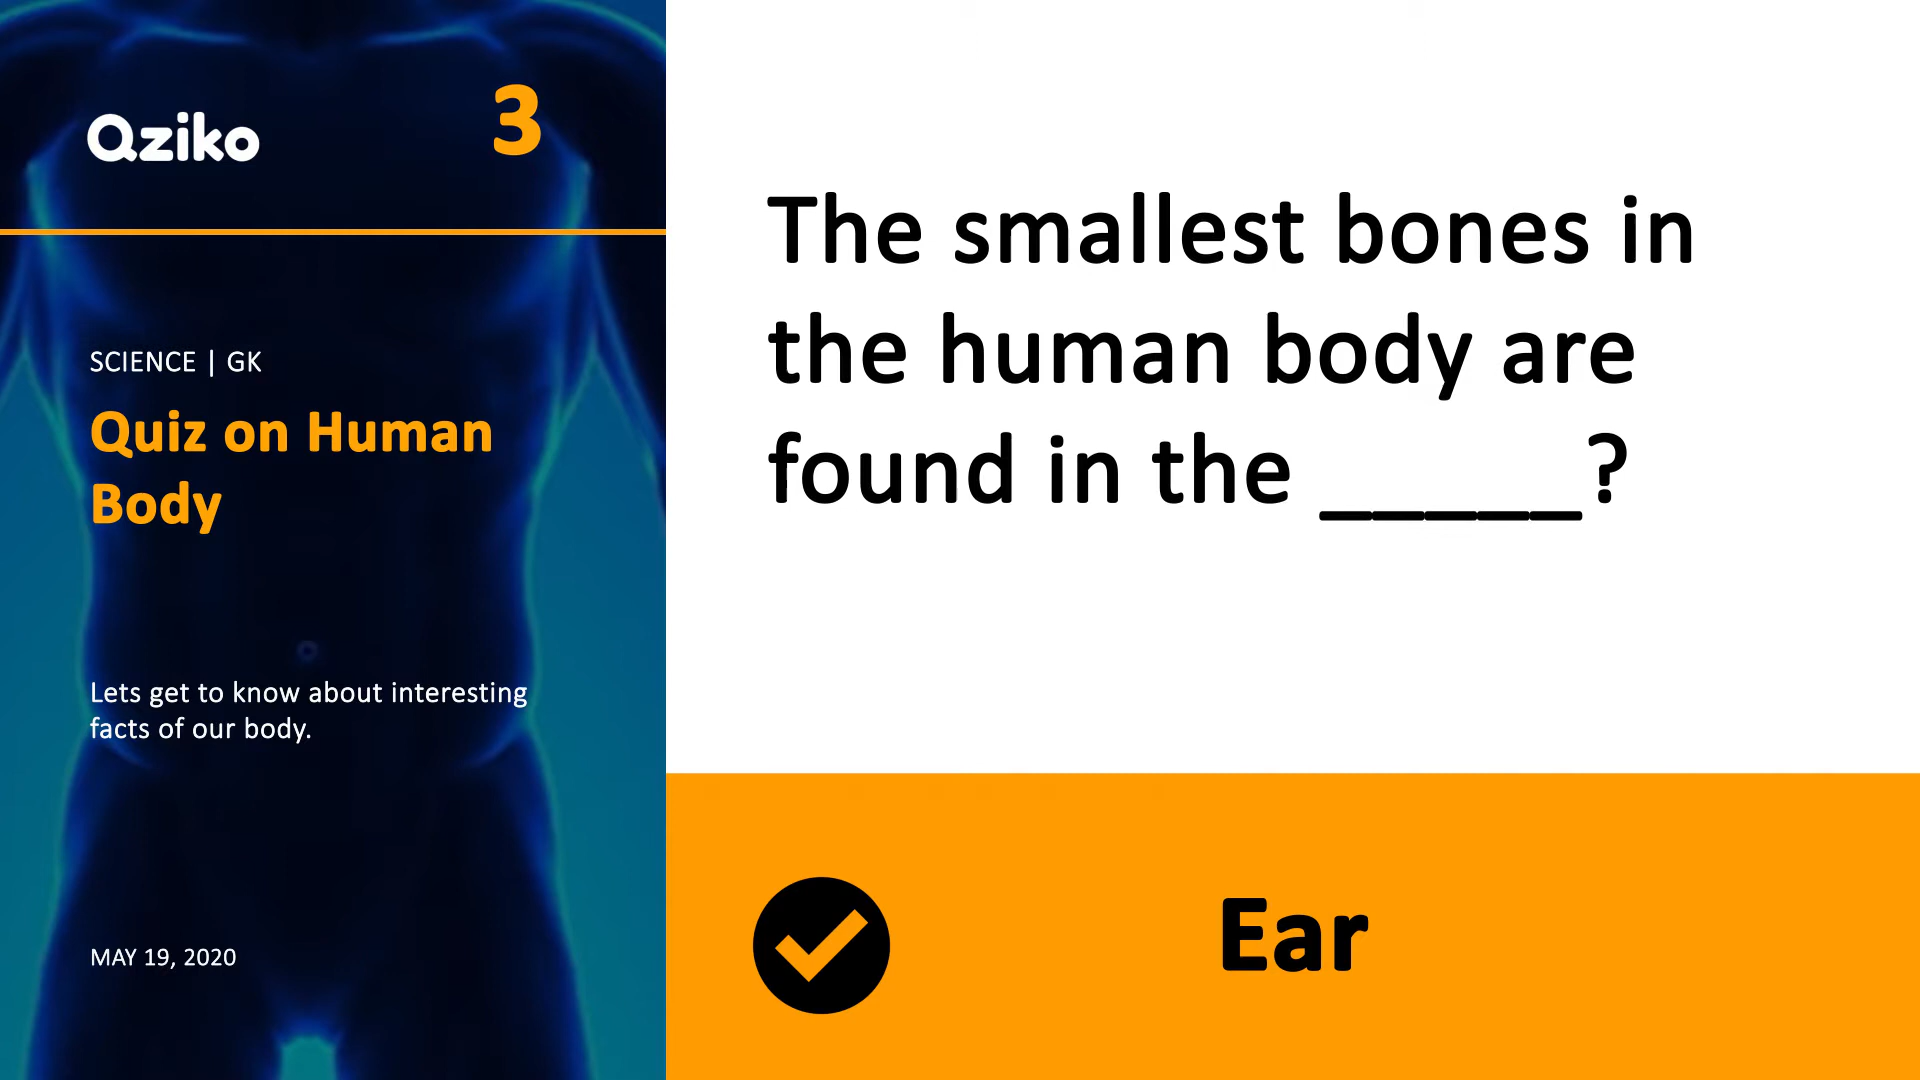 Qziko
3
SCIENCE | GK
Quiz on Human
Body
Lets get to know about interesting
facts of our body.
MAY 19, 2020
The smallest bones in
the human body are
found in the _____?
Ear